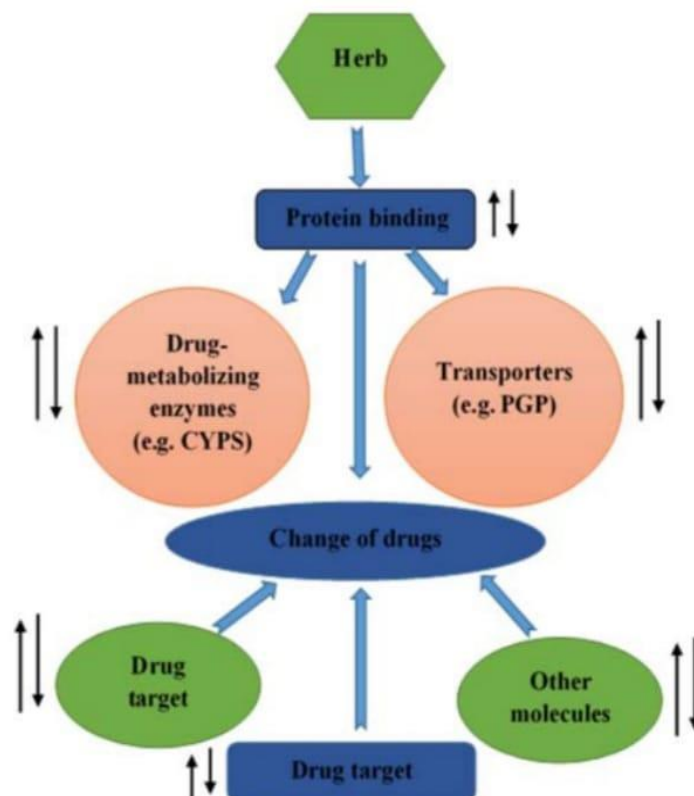 Herb
Protein binding
Drug-
metabolizing
enzymes
(e.g. CYPS)
Transporters
(e.g. PGP)
Change of drugs
Drug
target
Other
molecules
Drug target